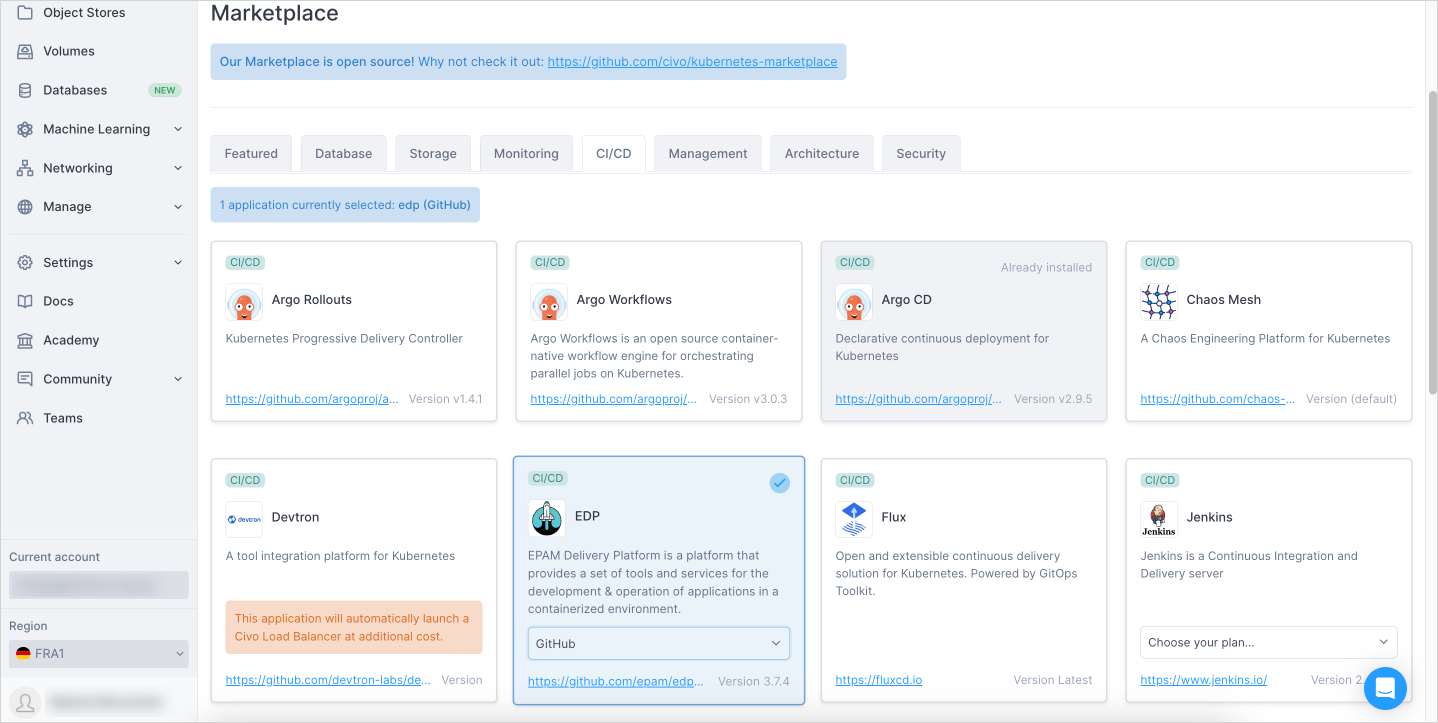 Object Stores
Volumes
Databases NEW
Machine Learning
Networking
Manage
Settings
Docs
Academy
Community
Teams
Current account
Region
FRA1
Marketplace
Our Marketplace is open source! Why not check it out: https://github.com/civo/kubernetes-marketplace
Featured Database Storage Monitoring CI/CD Management Architecture Security
1 application currently selected: edp (GitHub)
CI/CD
Argo Rollouts
Kubernetes Progressive Delivery Controller
https://github.com/argoproj/a... Version v1.4.1
CI/CD
Argo Workflows
Argo Workflows is an open source container-
native workflow engine for orchestrating
parallel jobs on Kubernetes.
https://github.com/argoproj/... Version v3.0.3
CI/CD
Already installed
Argo CD
Declarative continuous deployment for
Kubernetes
https://github.com/argoproj/... Version v2.9.5
CI/CD
Chaos Mesh
A Chaos Engineering Platform for Kubernetes
https://github.com/chaos-... Version (default)
CI/CD
devtron
Devtron
A tool integration platform for Kubernetes
This application will automatically launch a
Civo Load Balancer at additional cost.
https://github.com/devtron-labs/de... Version
CI/CD
EDP
EPAM Delivery Platform is a platform that
provides a set of tools and services for the
development & operation of applications in a
containerized environment.
GitHub
https://github.com/epam/edp... Version 3.7.4
CI/CD
Flux
Open and extensible continuous delivery
solution for Kubernetes. Powered by GitOps
Toolkit.
https://fluxcd.io Version Latest
CI/CD
Jenkins
Jenkins
Jenkins is a Continuous Integration and
Delivery server
Choose your plan...
https://www.jenkins.io/ Version 2.